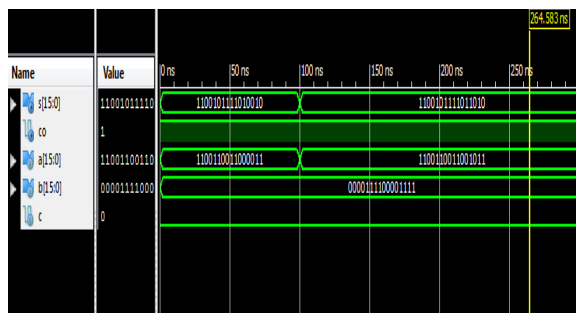 264.583 ns
Name Value 0 ns 50 ns 100 ns 150 ns 200 ns 250 ns
s[15:0] 11001011110 1100101111010010 1100101111011010
co 1
a[15:0] 11001100110 1100110011000011 1100110011001011
b[15:0] 00001111000 0000111100001111
c 0